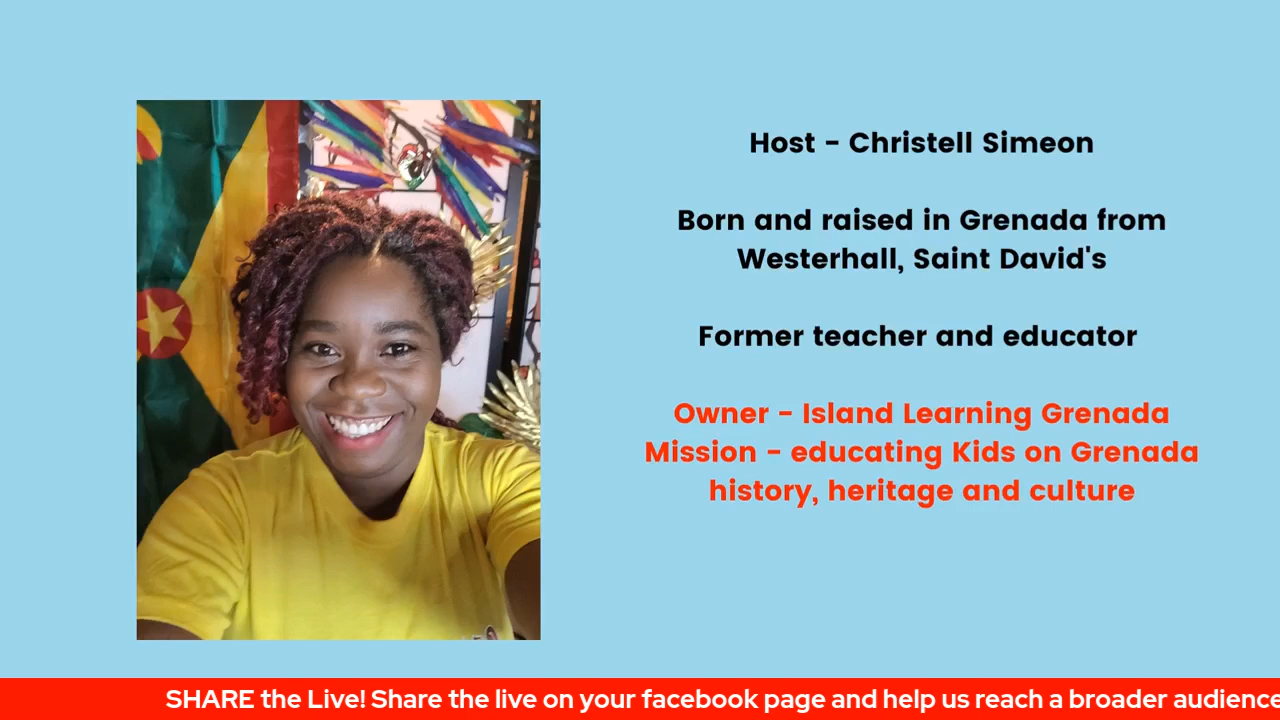 Host - Christell Simeon
Born and raised in Grenada from
Westerhall, Saint David's
Former teacher and educator
Owner - Island Learning Grenada
Mission - educating Kids on Grenada
history, heritage and culture
SHARE the Live! Share the live on your facebook page and help us reach a broader audience